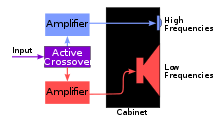 Amplifier
High
Frequencies
Input
Active
Crossover
Low
Frequencies
Amplifier
Cabinet